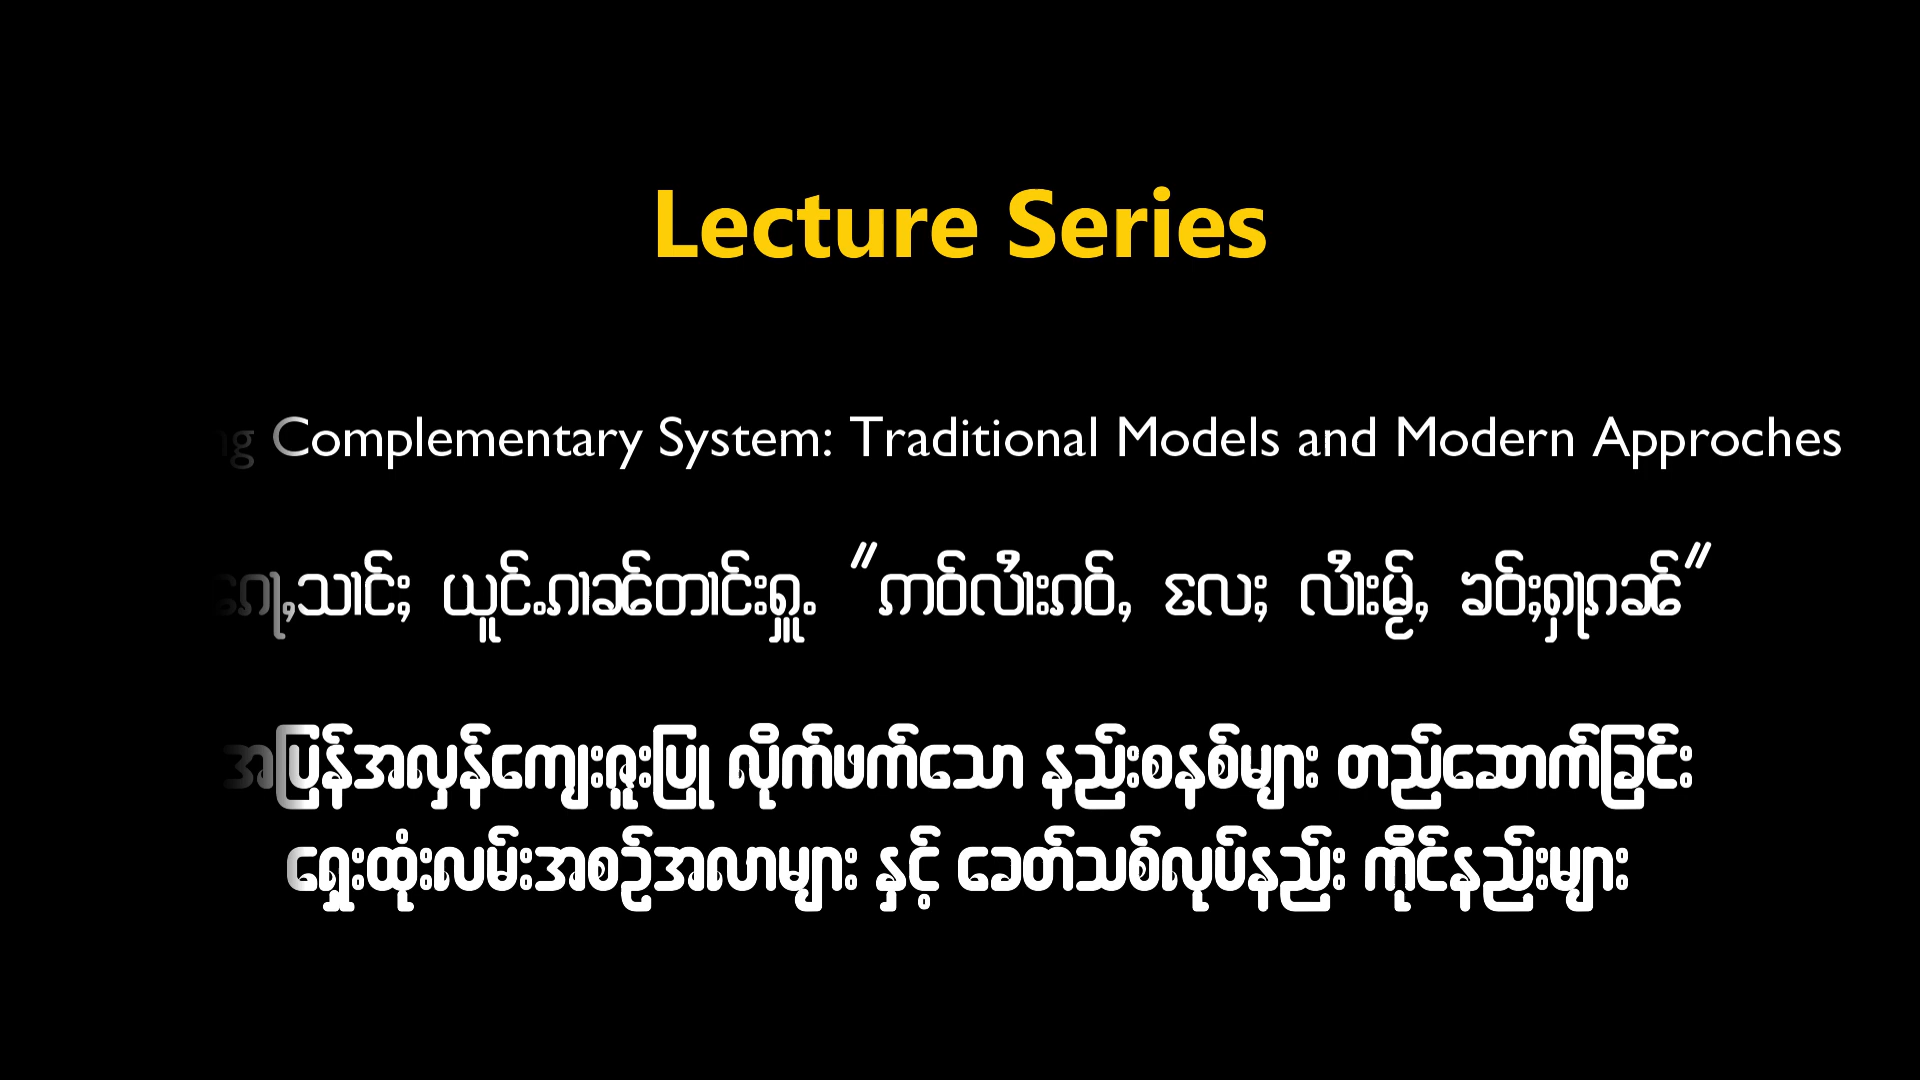 Lecture Series
Complementary System: Traditional Models and Modern Approches
ယူင်ႉၵၢၼ်တၢင်းႁူႉ "ဢဝ်လႆၢးၵဝ်ႇ ႄလႈ လႆၢးမႂ်ႇ ၶဝ်ႈႁုၵၼ်"
အပြန်အလှန်ကျေးဇူးပြု လိုက်ဖက်သော နည်းစနစ်များ တည်ဆောက်ခြင်း
ရှေးထုံးလမ်းအစဉ်အလာများ နှင့် ခေတ်သစ်လုပ်နည်း ကိုင်နည်းများ